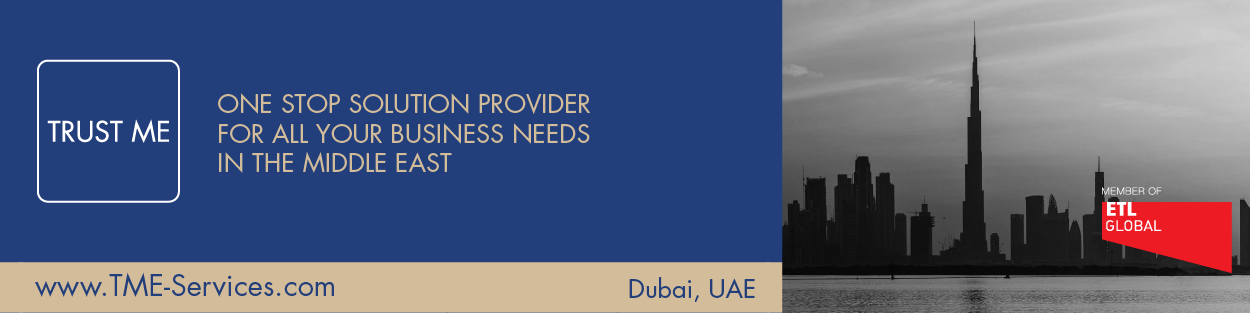 TRUST ME
ONE STOP SOLUTION PROVIDER
FOR ALL YOUR BUSINESS NEEDS
IN THE MIDDLE EAST
www.TME-Services.com
Dubai, UAE
MEMBER OF
ETL
GLOBAL